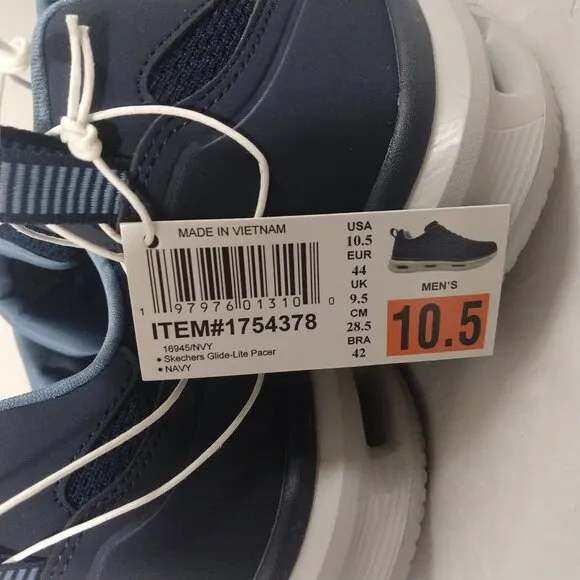 MADE IN VIETNAM
1 97976 01310 0
ITEM#1754378
16945/NVY
• Skechers Glide-Lite Pacer
• NAVY
USA
10.5
EUR
44
UK
9.5
CM
28.5
BRA
42
MEN'S
10.5